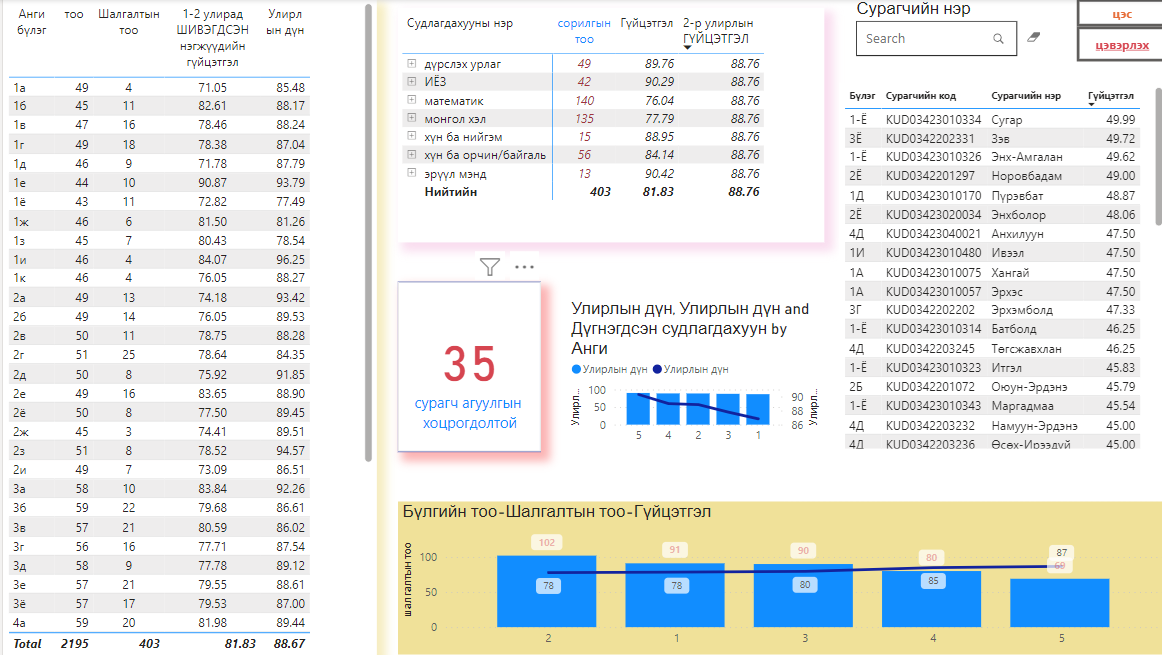 Анги бүлэг	тоо	Шалгалтын тоо	1-2 улирад ШИВЭГДСЭН нэгжүүдийн гүйцэтгэл	Улирлын дүн
1а	49	4	71.05	85.48
1б	45	11	82.61	88.17
1в	47	16	78.46	88.24
1г	49	18	78.38	87.04
1д	46	9	71.78	87.79
1е	44	10	90.87	93.79
1ё	43	11	72.82	77.49
1ж	46	6	81.50	81.26
1з	45	7	80.43	78.54
1и	46	4	84.07	96.25
1к	46	4	76.05	88.27
2а	49	13	74.18	93.42
2б	49	14	76.05	89.53
2в	50	11	78.75	88.28
2г	51	25	78.64	84.35
2д	50	8	75.92	91.85
2е	49	16	83.65	88.90
2ё	50	8	77.50	89.45
2ж	45	3	74.41	89.51
2з	51	8	78.52	94.57
2и	49	7	73.09	86.51
3а	58	10	83.84	92.26
3б	59	22	79.68	86.61
3в	57	21	80.59	86.02
3г	56	16	77.71	87.54
3д	58	9	77.78	89.12
3е	57	21	79.55	88.61
3ё	57	17	79.53	87.00
4а	59	20	81.98	89.44
Total	2195	403	81.83	88.67
Судлагдахууны нэр	сорилгын тоо	Гүйцэтгэл	2-р улирлын ГҮЙЦЭТГЭЛ
дүрслэх урлаг	49	89.76	88.76
ИЁЗ	42	90.29	88.76
математик	140	76.04	88.76
монгол хэл	135	77.79	88.76
хүн ба нийгэм	15	88.95	88.76
хүн ба орчин/байгаль	56	84.14	88.76
эрүүл мэнд	13	90.42	88.76
Нийтийн	403	81.83	88.76
35
сурагч агуулгын
хоцрогдолтой
Улирлын дүн, Улирлын дүн and
Дүгнэгдсэн судлагдахуун by
Анги
Улирлын дүн	Улирлын дүн
Улирл...
100
50
0
90
88
86
Улирл...
5	4	2	3	1
Сурагчийн нэр
Search
цэс
цэвэрлэх
Бүлэг	Сурагчийн код	Сурагчийн нэр	Гүйцэтгэл
1-Ё	KUD03423010334	Сугар	49.99
3Ё	KUD0342202331	Зэв	49.72
1-Ё	KUD03423010326	Энх-Амгалан	49.62
2Ё	KUD0342201297	Норовбадам	49.00
1Д	KUD03423010170	Пүрэвбат	48.87
2Ё	KUD03423020034	Энхболор	48.06
4Д	KUD03423040021	Анхилуун	47.50
1И	KUD03423010480	Ивээл	47.50
1А	KUD03423010075	Хангай	47.50
1А	KUD03423010057	Эрхэс	47.50
3Г	KUD0342202202	Эрхэмболд	47.33
1-Ё	KUD03423010314	Батболд	46.25
4Д	KUD0342203245	Төгсжавхлан	46.25
1-Ё	KUD03423010323	Итгэл	45.83
2Б	KUD0342201072	Оюун-Эрдэнэ	45.79
1-Ё	KUD03423010343	Маргадмаа	45.54
4Д	KUD0342203232	Намуун-Эрдэнэ	45.00
4Д	KUD0342203236	Өсөх-Ирээдүй	45.00
Бүлгийн тоо-Шалгалтын тоо-Гүйцэтгэл
шалгалтын тоо
100
50
0
102	91	90	80	69
78	78	80	85	87
2	1	3	4	5